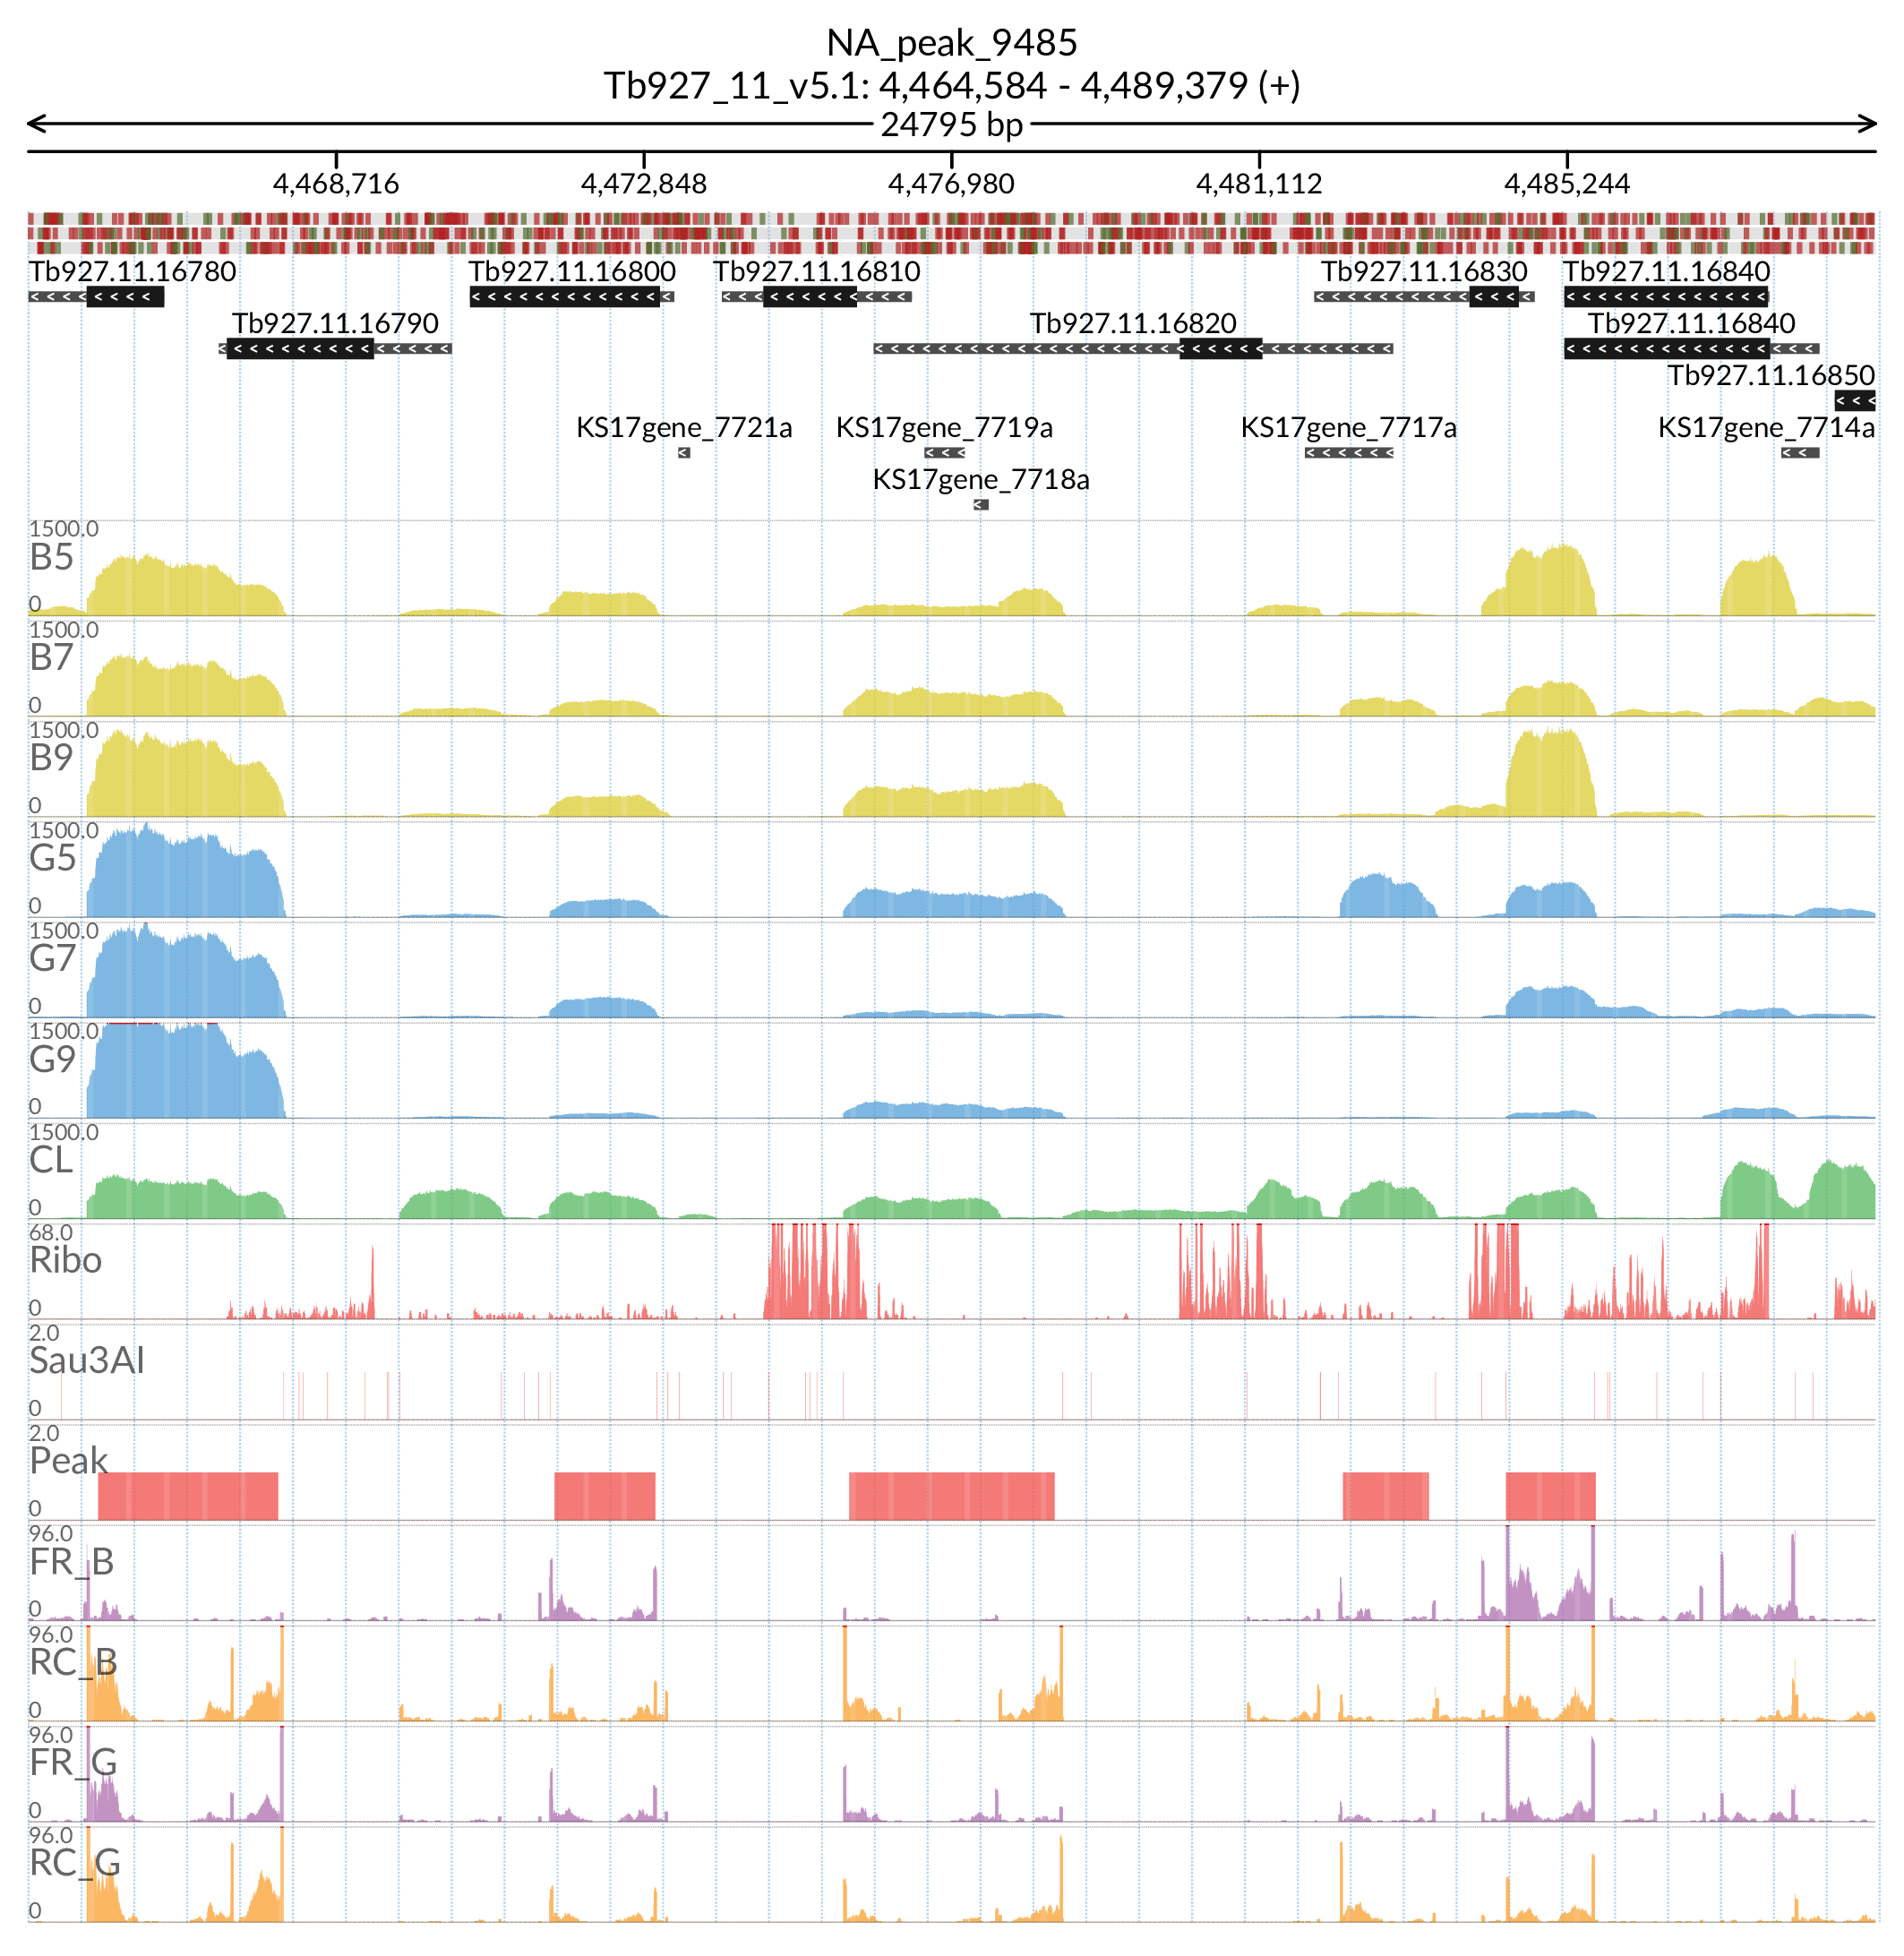 NA_peak_9485
Tb927_11_v5.1: 4,464,584 - 4,489,379 (+)
24795 bp
4,468,716 4,472,848 4,476,980 4,481,112 4,485,244
Tb927.11.16780 Tb927.11.16800 Tb927.11.16810 Tb927.11.16830 Tb927.11.16840
Tb927.11.16790 Tb927.11.16820 Tb927.11.16840
Tb927.11.16850
KS17gene_7721a KS17gene_7719a KS17gene_7717a KS17gene_7714a
KS17gene_7718a
1500.0
B5
0
1500.0
B7
0
1500.0
B9
0
1500.0
G5
0
1500.0
G7
0
1500.0
G9
0
1500.0
CL
0
68.0
Ribo
0
2.0
Sau3AI
0
2.0
Peak
0
96.0
FR_B
0
96.0
RC_B
0
96.0
FR_G
0
96.0
RC_G
0